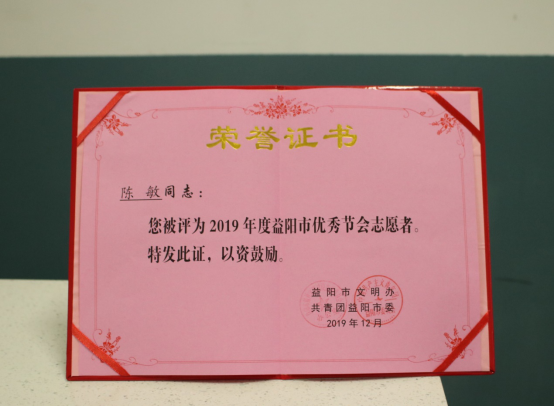 荣誉证书
陈 敏同志：
您被评为2019年度益阳市优秀节会志愿者。
特发此证，以资鼓励。
益阳市文明办
共青团益阳市委
2019年12月